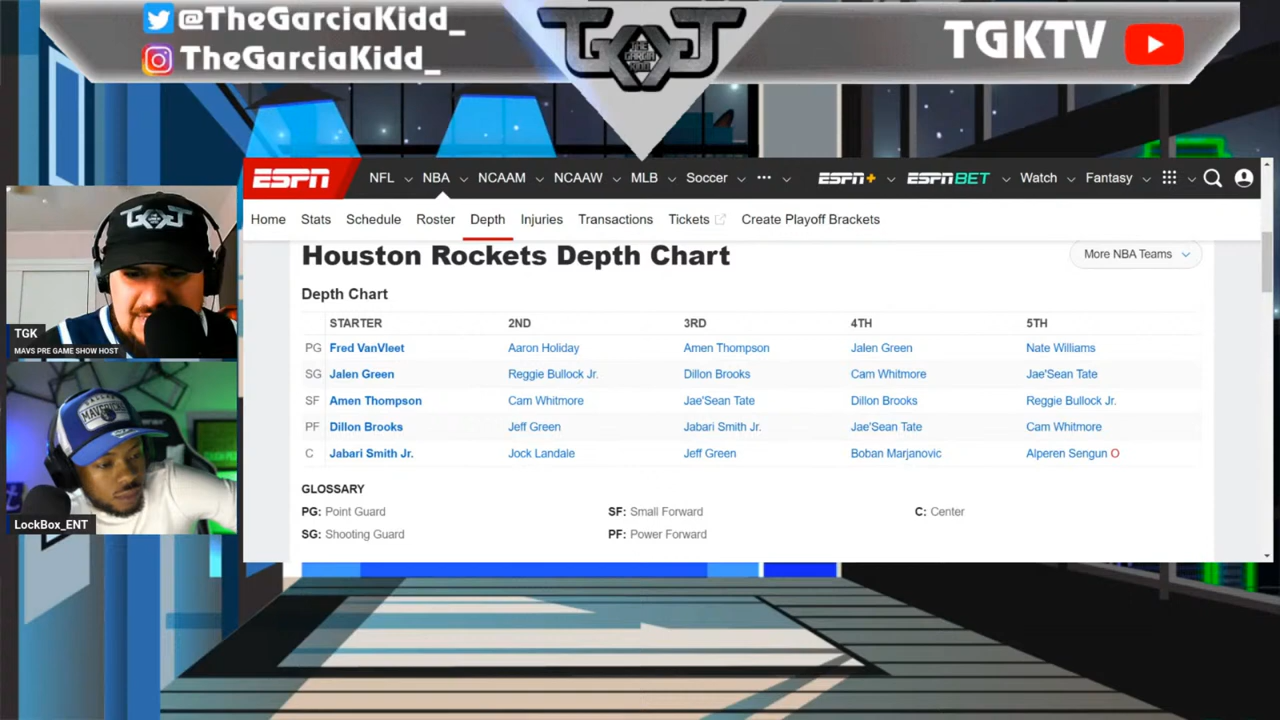 @TheGarciaKidd_
TheGarciaKidd_
TGKTV
ESPN
NFL NBA NCAAM NCAAW MLB Soccer ... ESPN+ ESPN BET Watch Fantasy
Home Stats Schedule Roster Depth Injuries Transactions Tickets Create Playoff Brackets
Houston Rockets Depth Chart
More NBA Teams
Depth Chart
STARTER 2ND 3RD 4TH 5TH
PG Fred VanVleet Aaron Holiday Amen Thompson Jalen Green Nate Williams
SG Jalen Green Reggie Bullock Jr. Dillon Brooks Cam Whitmore Jae'Sean Tate
SF Amen Thompson Cam Whitmore Jae'Sean Tate Dillon Brooks Reggie Bullock Jr.
PF Dillon Brooks Jeff Green Jabari Smith Jr. Jae'Sean Tate Cam Whitmore
C Jabari Smith Jr. Jock Landale Jeff Green Boban Marjanovic Alperen Sengun O
GLOSSARY
PG: Point Guard SF: Small Forward C: Center
SG: Shooting Guard PF: Power Forward
TGK
MAVS PRE GAME SHOW HOST
MAVERICKS
LockBox_ENT